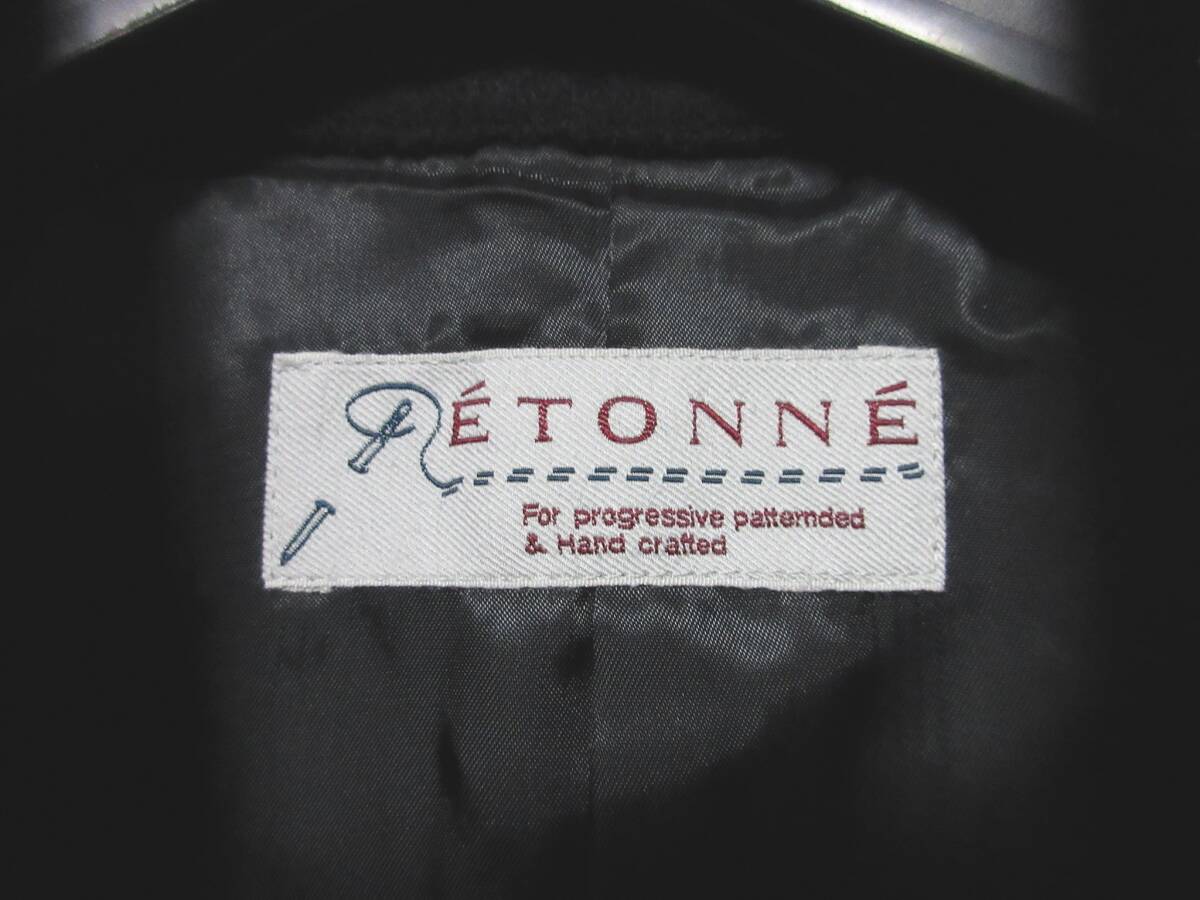 RÉTONNÉ
For progressive patternded
& Hand crafted